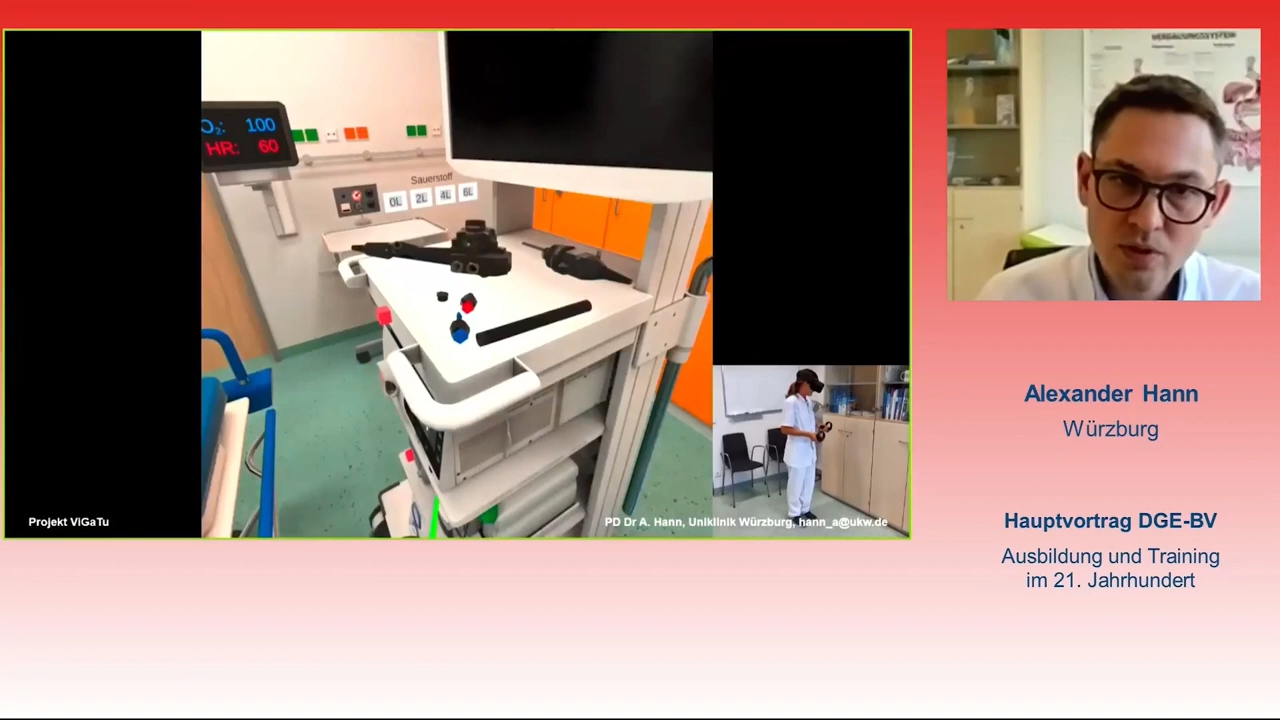 O₂: 100
HR: 60
Sauerstoff
0L 2L 4L 6L
Projekt ViGaTu
PD Dr A. Hann, Uniklinik Würzburg, hann_a@ukw.de
VERDAUUNGSSYSTEM
Alexander Hann
Würzburg
Hauptvortrag DGE-BV
Ausbildung und Training
im 21. Jahrhundert